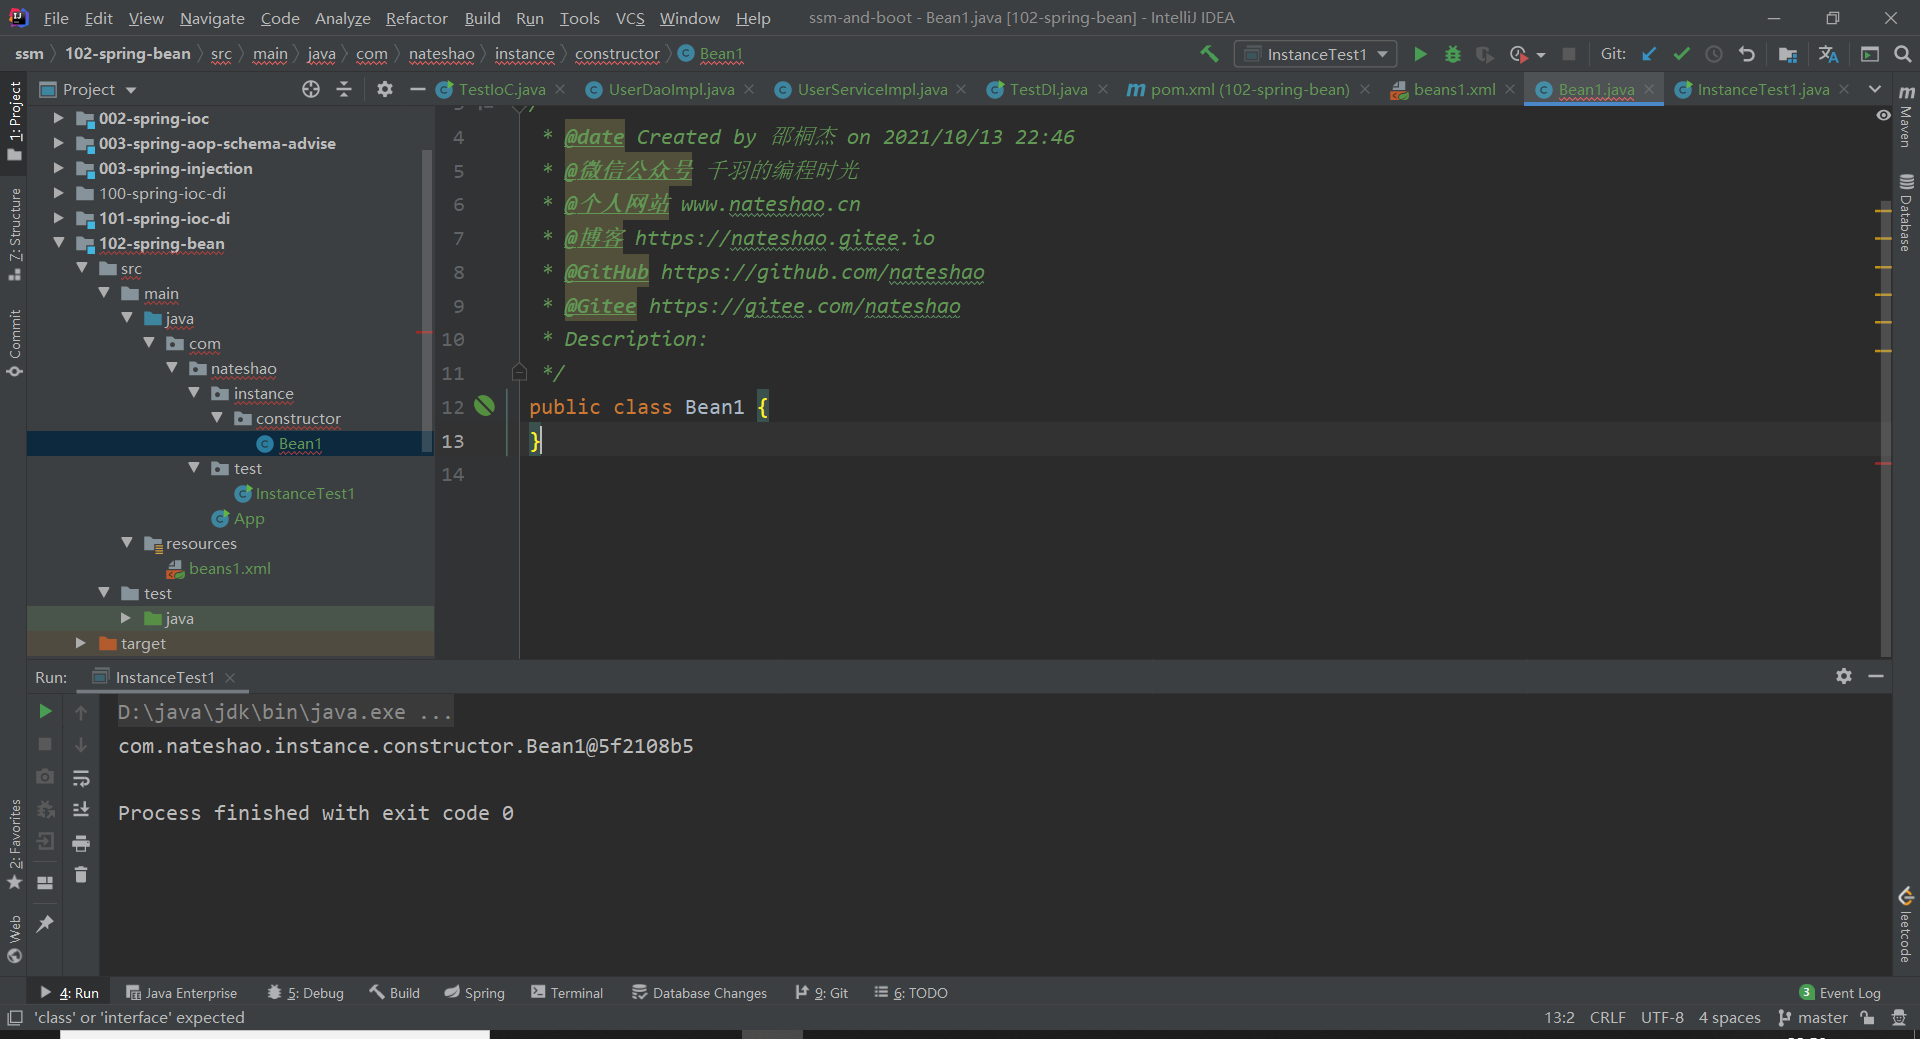 File Edit View Navigate Code Analyze Refactor Build Run Tools VCS Window Help ssm-and-boot - Bean1.java [102-spring-bean] - IntelliJ IDEA
ssm 102-spring-bean src main java com nateshao instance constructor Bean1 InstanceTest1 Git:
Project TestIoC.java UserDaoImpl.java UserServiceImpl.java TestDI.java pom.xml (102-spring-bean) beans1.xml Bean1.java InstanceTest1.java
1: Project
7: Structure
Commit
2: Favorites
Web
002-spring-ioc
003-spring-aop-schema-advise
003-spring-injection
100-spring-ioc-di
101-spring-ioc-di
102-spring-bean
src
main
java
com
nateshao
instance
constructor
Bean1
test
InstanceTest1
App
resources
beans1.xml
test
java
target
4 * @date Created by 邵桐杰 on 2021/10/13 22:46
5 * @微信公众号 千羽的编程时光
6 * @个人网站 www.nateshao.cn
7 * @博客 https://nateshao.gitee.io
8 * @GitHub https://github.com/nateshao
9 * @Gitee https://gitee.com/nateshao
10 * Description:
11 */
12 public class Bean1 {
13 }
14
Maven
Database
leetcode
Run: InstanceTest1
D:\java\jdk\bin\java.exe ...
com.nateshao.instance.constructor.Bean1@5f2108b5
Process finished with exit code 0
4: Run Java Enterprise 5: Debug Build Spring Terminal Database Changes 9: Git 6: TODO 3 Event Log
'class' or 'interface' expected 13:2 CRLF UTF-8 4 spaces master